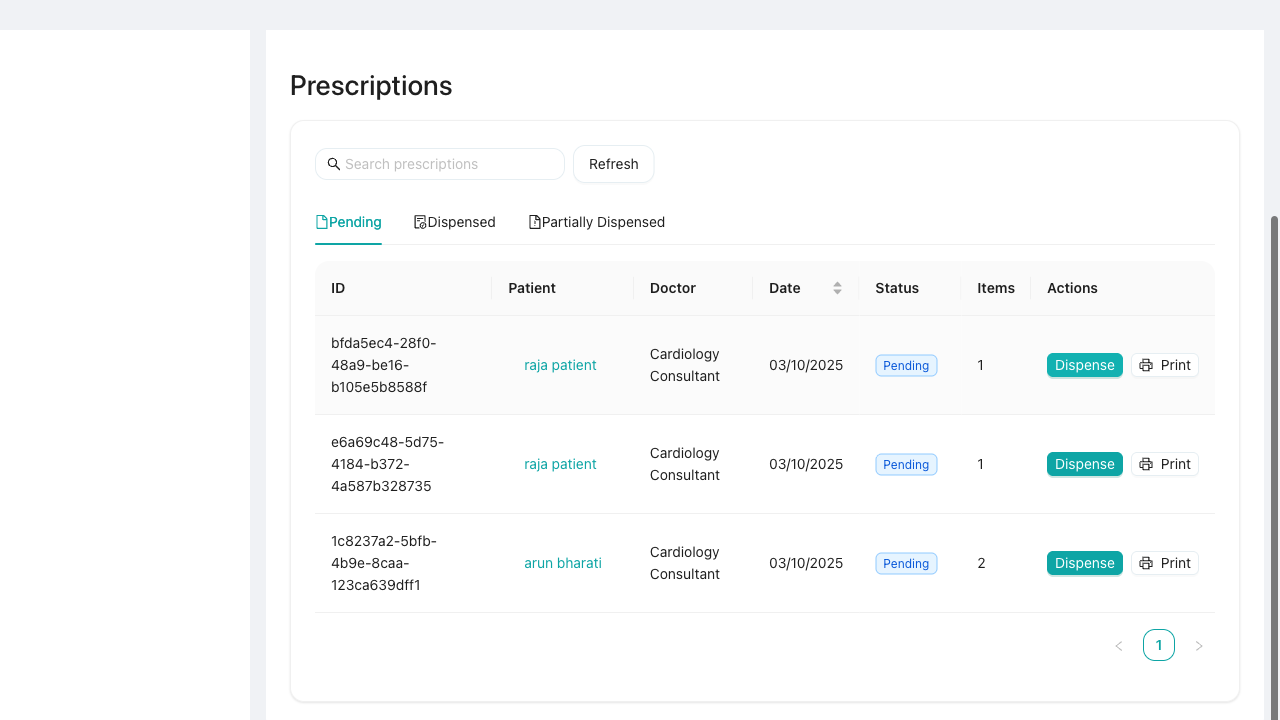 Prescriptions
Search prescriptions
Refresh
Pending
Dispensed
Partially Dispensed
ID Patient Doctor Date Status Items Actions
bfda5ec4-28f0-
48a9-be16-
b105e5b8588f
raja patient
Cardiology
Consultant
03/10/2025
Pending
1
Dispense
Print
e6a69c48-5d75-
4184-b372-
4a587b328735
raja patient
Cardiology
Consultant
03/10/2025
Pending
1
Dispense
Print
1c8237a2-5bfb-
4b9e-8caa-
123ca639dff1
arun bharati
Cardiology
Consultant
03/10/2025
Pending
2
Dispense
Print
1